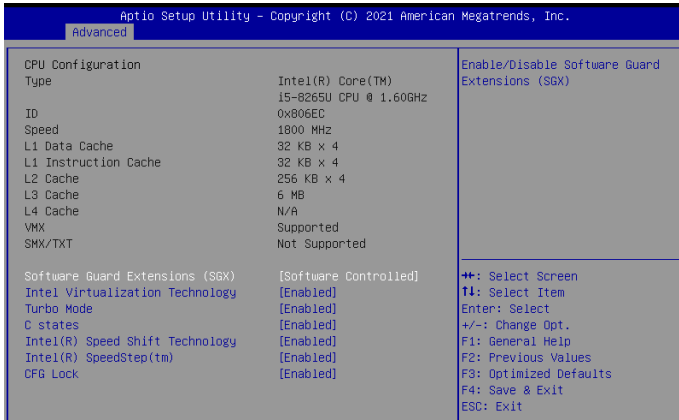 Aptio Setup Utility – Copyright (C) 2021 American Megatrends, Inc.
Advanced
CPU Configuration
Type Intel(R) Core(TM)
i5-8265U CPU @ 1.60GHz
ID 0x806EC
Speed 1800 MHz
L1 Data Cache 32 KB x 4
L1 Instruction Cache 32 KB x 4
L2 Cache 256 KB x 4
L3 Cache 6 MB
L4 Cache N/A
VMX Supported
SMX/TXT Not Supported
Software Guard Extensions (SGX) [Software Controlled]
Intel Virtualization Technology [Enabled]
Turbo Mode [Enabled]
C states [Enabled]
Intel(R) Speed Shift Technology [Enabled]
Intel(R) SpeedStep(tm) [Enabled]
CFG Lock [Enabled]
Enable/Disable Software Guard
Extensions (SGX)
→←: Select Screen
↑↓: Select Item
Enter: Select
+/-: Change Opt.
F1: General Help
F2: Previous Values
F3: Optimized Defaults
F4: Save & Exit
ESC: Exit